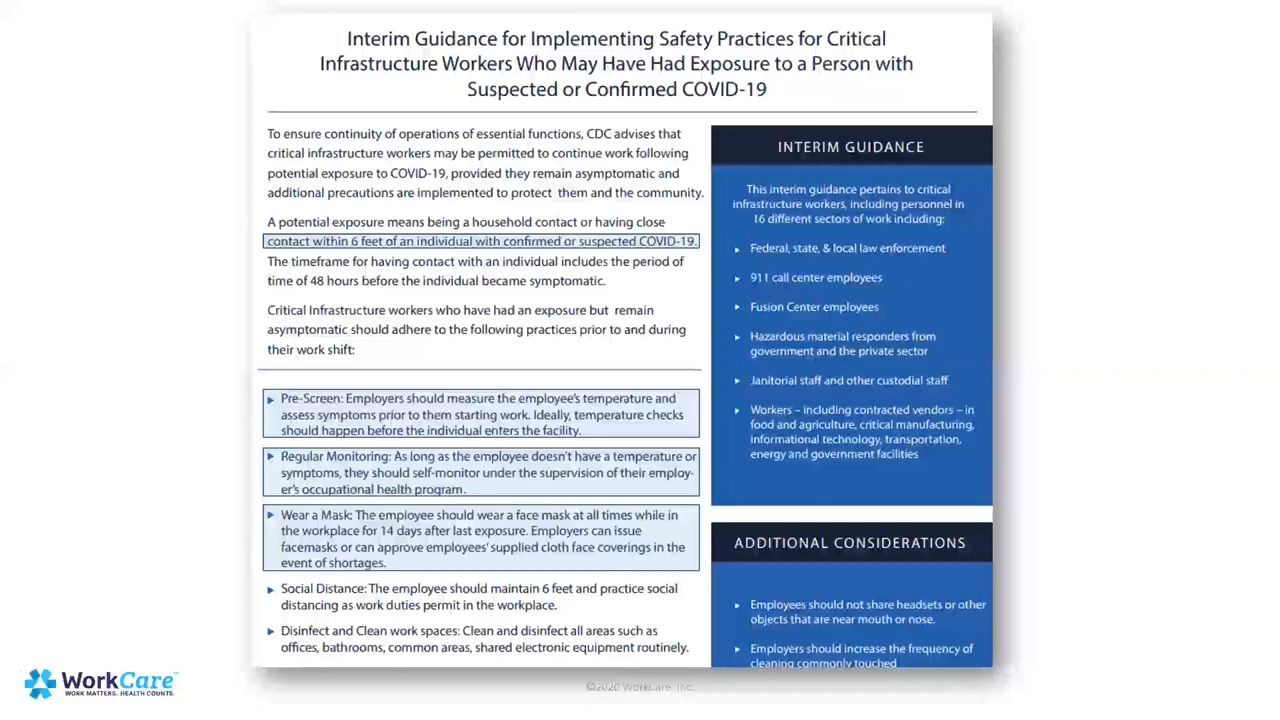 Interim Guidance for Implementing Safety Practices for Critical
Infrastructure Workers Who May Have Had Exposure to a Person with
Suspected or Confirmed COVID-19
To ensure continuity of operations of essential functions, CDC advises that
critical infrastructure workers may be permitted to continue work following
potential exposure to COVID-19, provided they remain asymptomatic and
additional precautions are implemented to protect them and the community.
A potential exposure means being a household contact or having close
contact within 6 feet of an individual with confirmed or suspected COVID-19.
The timeframe for having contact with an individual includes the period of
time of 48 hours before the individual became symptomatic.
Critical Infrastructure workers who have had an exposure but remain
asymptomatic should adhere to the following practices prior to and during
their work shift:
Pre-Screen: Employers should measure the employee's temperature and
assess symptoms prior to them starting work. Ideally, temperature checks
should happen before the individual enters the facility.
Regular Monitoring: As long as the employee doesn't have a temperature or
symptoms, they should self-monitor under the supervision of their employ-
er's occupational health program.
Wear a Mask: The employee should wear a face mask at all times while in
the workplace for 14 days after last exposure. Employers can issue
facemasks or can approve employees' supplied cloth face coverings in the
event of shortages.
Social Distance: The employee should maintain 6 feet and practice social
distancing as work duties permit in the workplace.
Disinfect and Clean work spaces: Clean and disinfect all areas such as
offices, bathrooms, common areas, shared electronic equipment routinely.
INTERIM GUIDANCE
This interim guidance pertains to critical
infrastructure workers, including personnel in
16 different sectors of work including:
Federal, state, & local law enforcement
911 call center employees
Fusion Center employees
Hazardous material responders from
government and the private sector
Janitorial staff and other custodial staff
Workers – including contracted vendors – in
food and agriculture, critical manufacturing,
informational technology, transportation,
energy and government facilities
ADDITIONAL CONSIDERATIONS
Employees should not share headsets or other
objects that are near mouth or nose.
Employers should increase the frequency of
cleaning commonly touched
WorkCare™
WORK MATTERS. HEALTH COUNTS.
©2020 WorkCare, Inc.